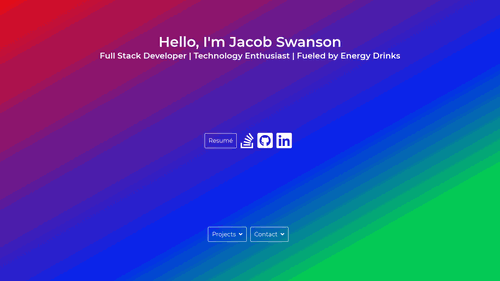 Hello, I'm Jacob Swanson
Full Stack Developer | Technology Enthusiast | Fueled by Energy Drinks
Resumé
Projects
Contact